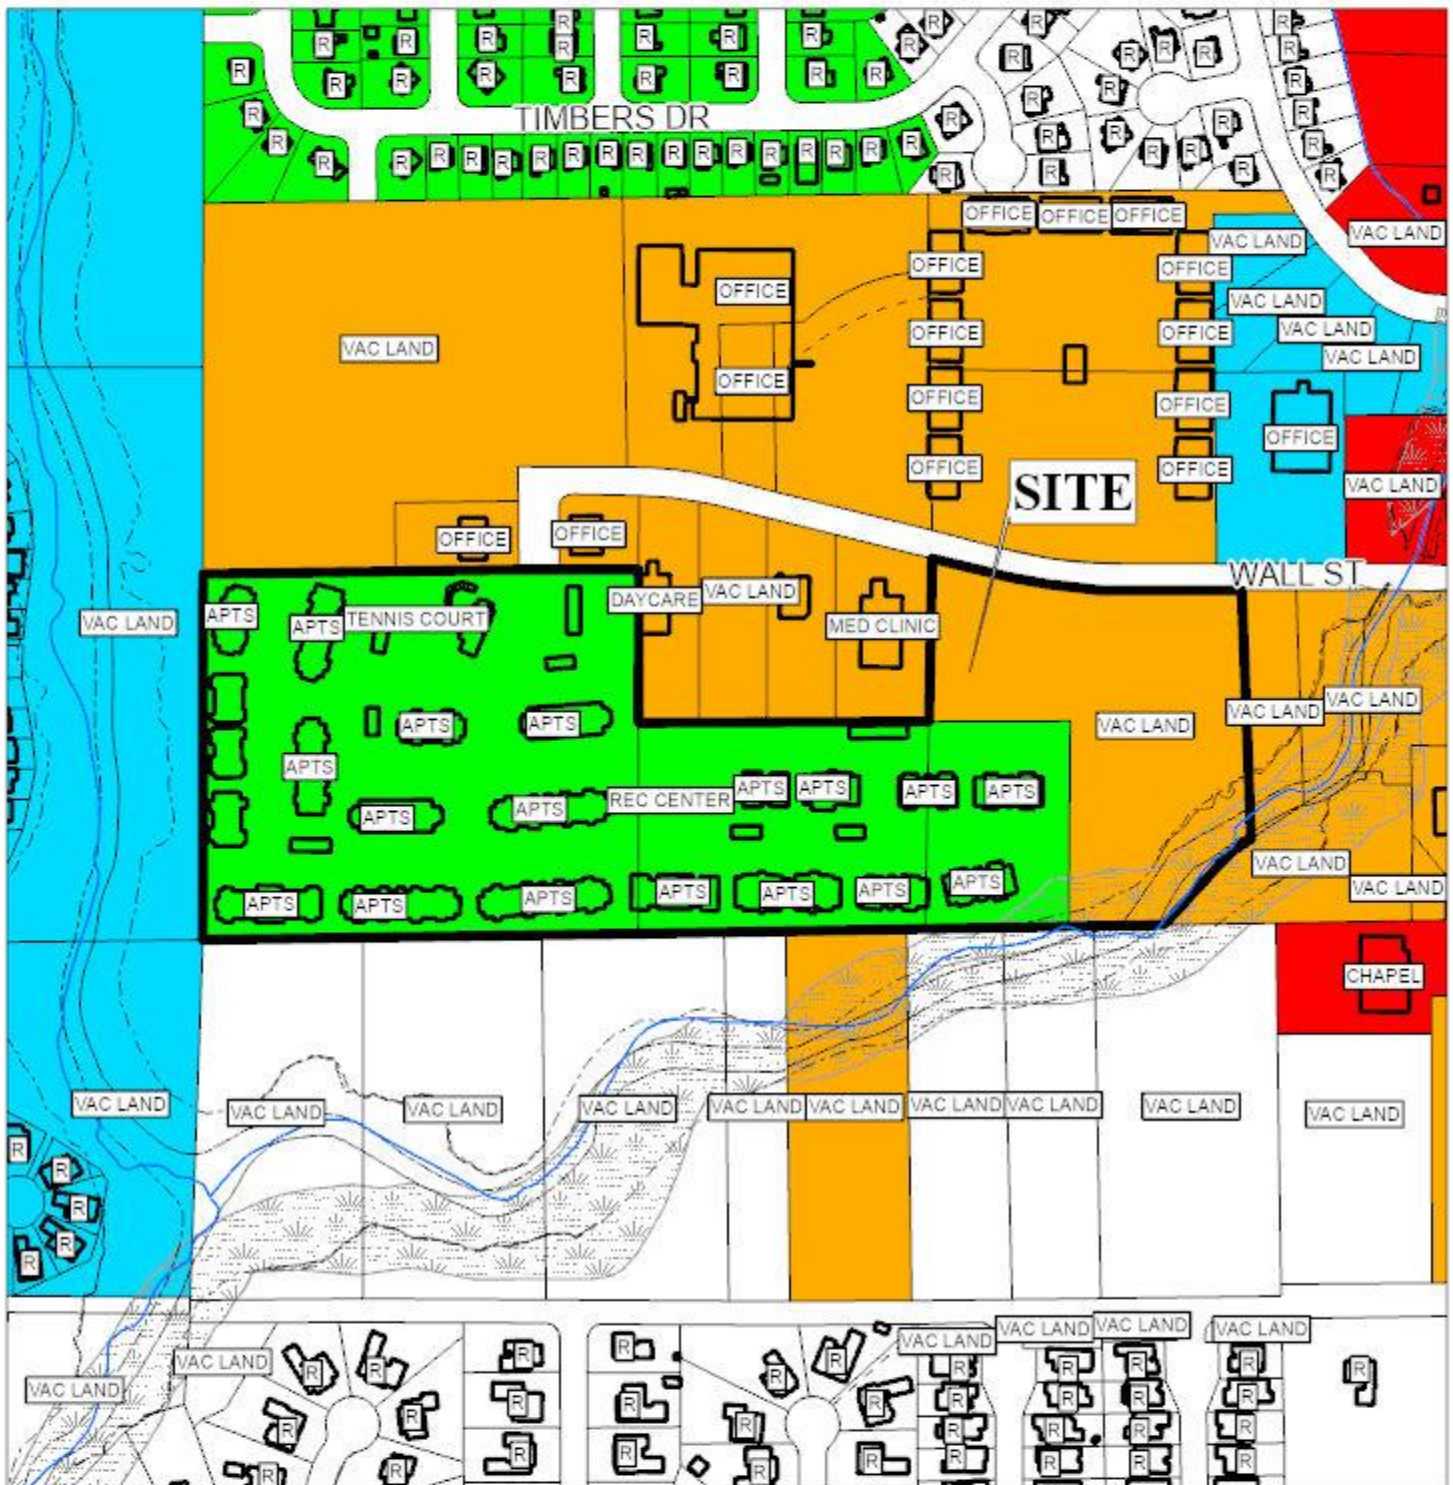 R R R R R R R R R
R
R R R R R R R R R R
R R R R R R R R R R R R R
TIMBERS DR
R R R R R R
R R R R R R R R R R R R R R R R R
R R R R R R R R
OFFICE OFFICE OFFICE
VAC LAND VAC LAND
OFFICE OFFICE
OFFICE VAC LAND
OFFICE OFFICE VAC LAND
VAC LAND VAC LAND
OFFICE
OFFICE OFFICE
OFFICE
OFFICE OFFICE
SITE VAC LAND
OFFICE OFFICE
WALL ST
DAYCARE VAC LAND
APTS APTS TENNIS COURT MED CLINIC
VAC LAND
VAC LAND VAC LAND
APTS APTS VAC LAND
APTS
REC CENTER APTS APTS APTS APTS
APTS APTS
VAC LAND
VAC LAND
APTS APTS APTS APTS APTS APTS APTS
CHAPEL
VAC LAND VAC LAND VAC LAND VAC LAND VAC LAND VAC LAND VAC LAND VAC LAND VAC LAND VAC LAND
R
R
R
R
R
VAC LAND VAC LAND VAC LAND VAC LAND
VAC LAND
VAC LAND
R R R R R R R R R R R
R R R R R R R R
R R R R R R R
R R R R R R R R R R